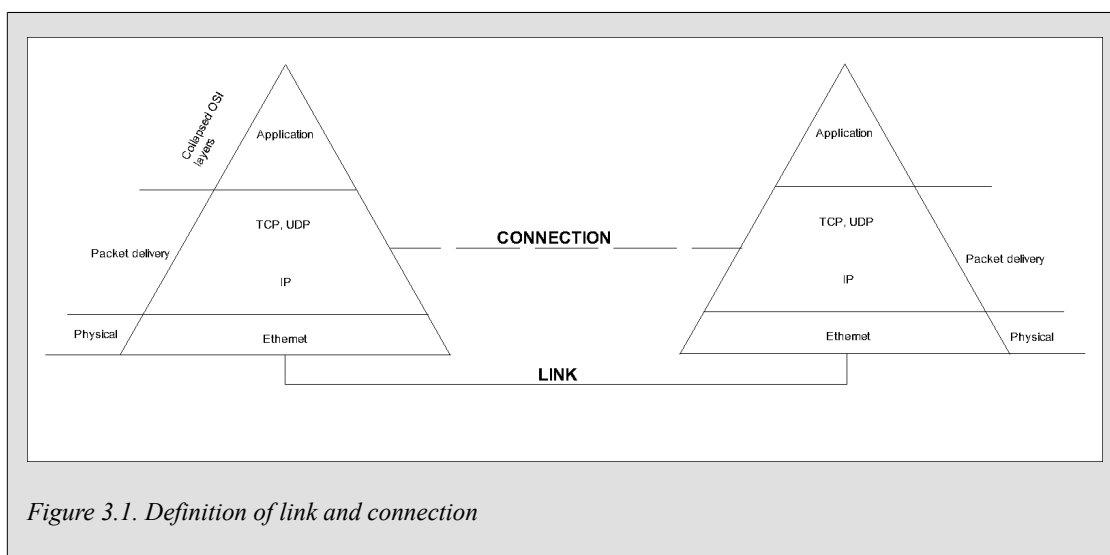 Collapsed OSI
layers
Application
TCP, UDP
Packet delivery
IP
Physical
Ethernet
CONNECTION
LINK
Application
TCP, UDP
Packet delivery
IP
Ethernet
Physical
Figure 3.1. Definition of link and connection